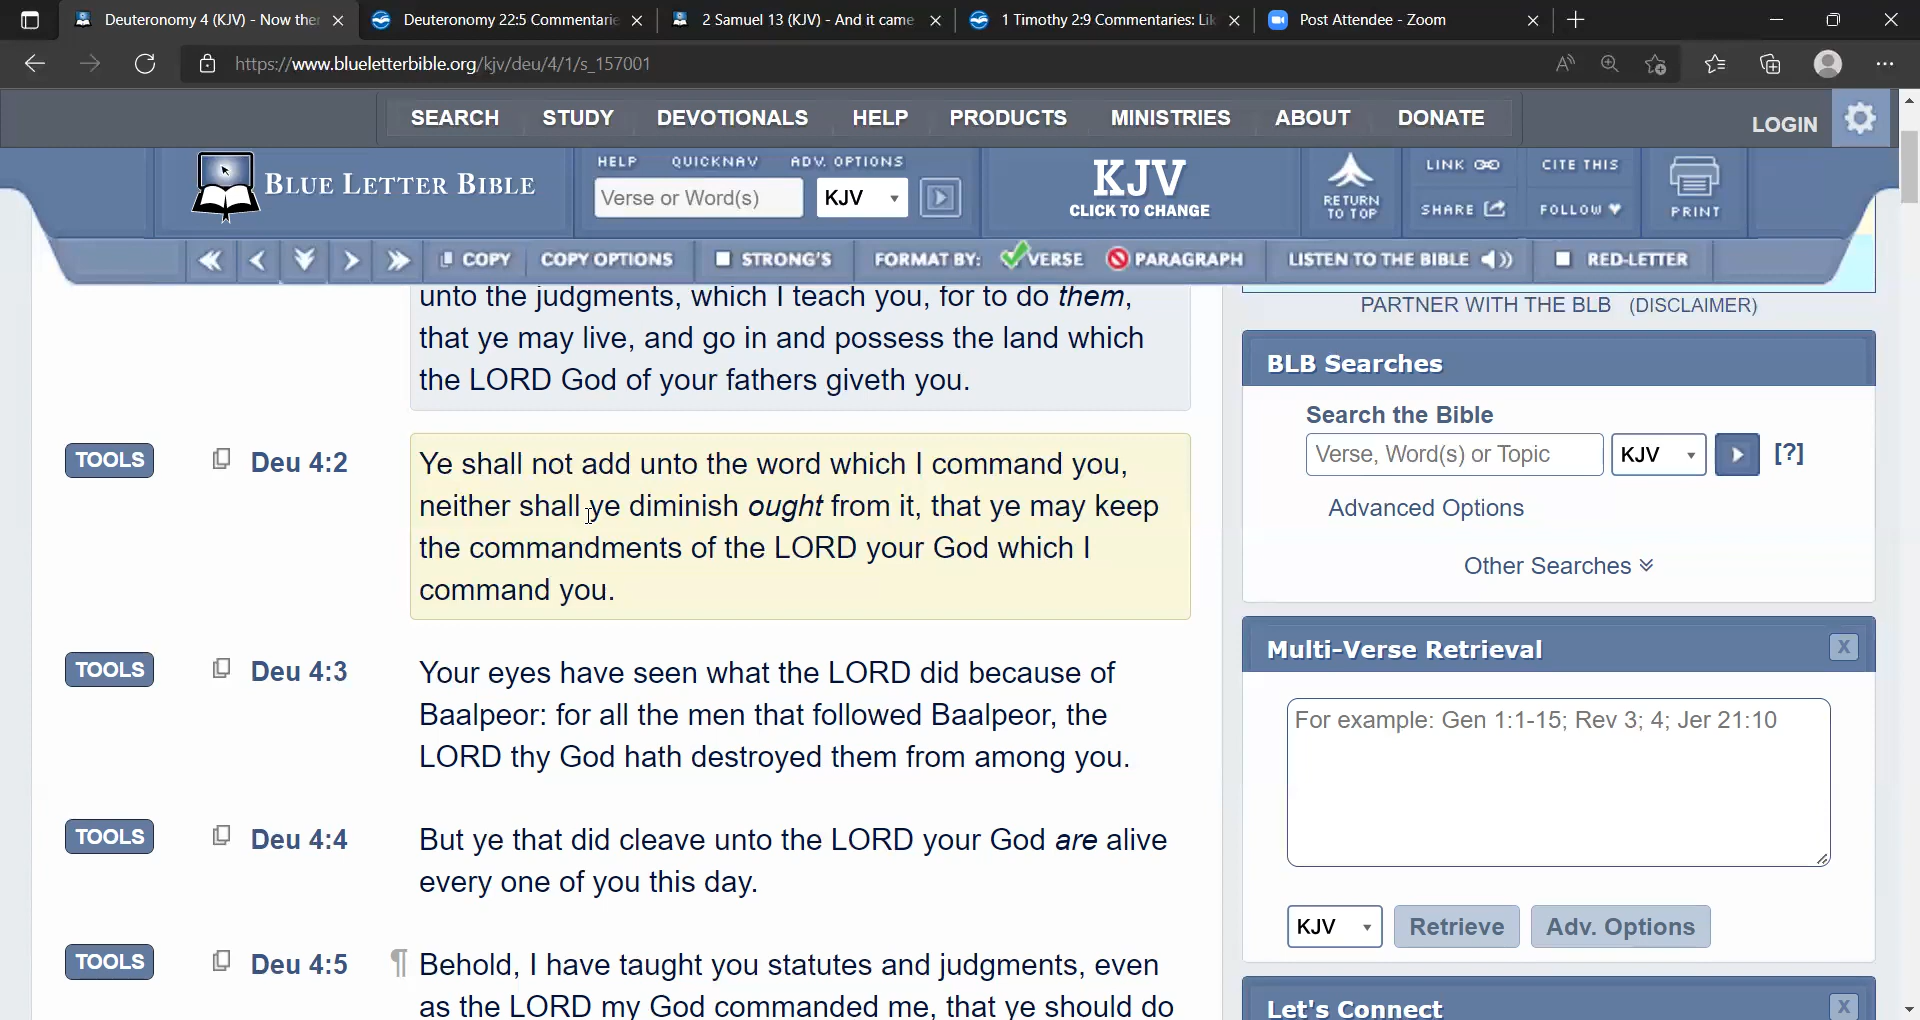 Deuteronomy 4 (KJV) - Now the
Deuteronomy 22:5 Commentarie
2 Samuel 13 (KJV) - And it came
1 Timothy 2:9 Commentaries: Lik
Post Attendee - Zoom
https://www.blueletterbible.org/kjv/deu/4/1/s_157001
SEARCH STUDY DEVOTIONALS HELP PRODUCTS MINISTRIES ABOUT DONATE
LOGIN
BLUE LETTER BIBLE
HELP QUICKNAV ADV. OPTIONS
Verse or Word(s)
KJV
KJV
CLICK TO CHANGE
RETURN
TO TOP
LINK
CITE THIS
SHARE
FOLLOW
PRINT
COPY COPY OPTIONS STRONG'S FORMAT BY: VERSE PARAGRAPH LISTEN TO THE BIBLE RED-LETTER
unto the judgments, which I teach you, for to do them,
that ye may live, and go in and possess the land which
the LORD God of your fathers giveth you.
TOOLS Deu 4:2
Ye shall not add unto the word which I command you,
neither shall ye diminish ought from it, that ye may keep
the commandments of the LORD your God which I
command you.
TOOLS Deu 4:3
Your eyes have seen what the LORD did because of
Baalpeor: for all the men that followed Baalpeor, the
LORD thy God hath destroyed them from among you.
TOOLS Deu 4:4
But ye that did cleave unto the LORD your God are alive
every one of you this day.
TOOLS Deu 4:5
¶ Behold, I have taught you statutes and judgments, even
as the LORD my God commanded me, that ye should do
PARTNER WITH THE BLB (DISCLAIMER)
BLB Searches
Search the Bible
Verse, Word(s) or Topic
KJV
[?]
Advanced Options
Other Searches
Multi-Verse Retrieval
X
For example: Gen 1:1-15; Rev 3; 4; Jer 21:10
KJV Retrieve Adv. Options
Let's Connect
X